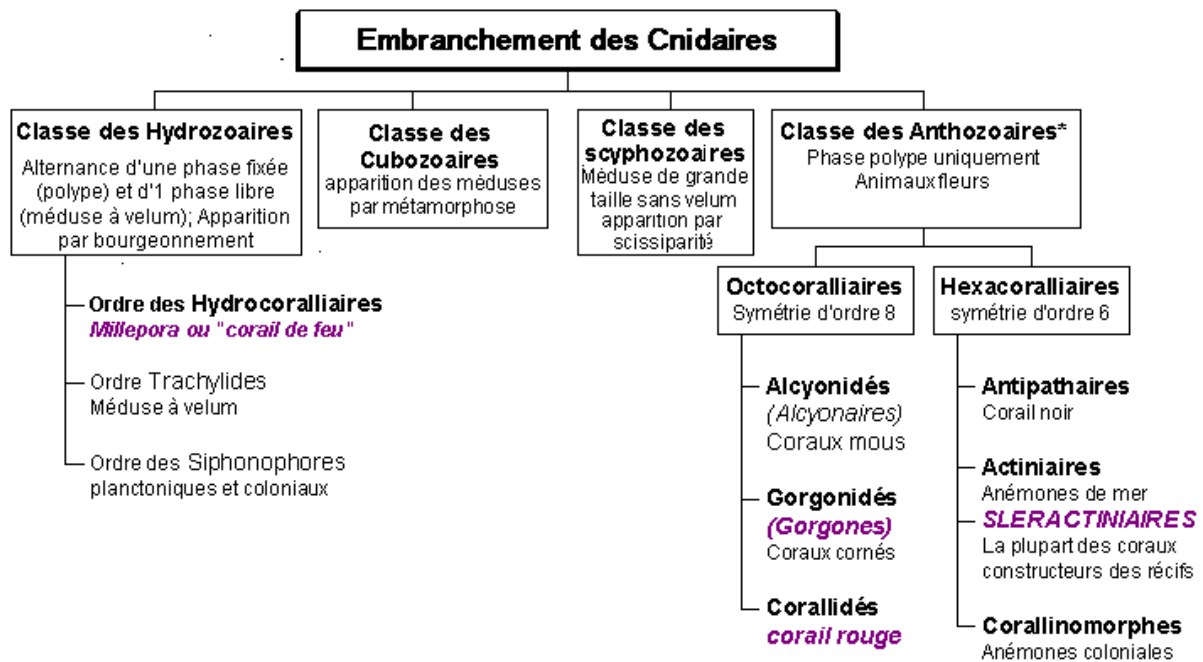 Embranchement des Cnidaires
Classe des Hydrozoaires
Alternance d'une phase fixée
(polype) et d'1 phase libre
(méduse à velum); Apparition
par bourgeonnement
Classe des
Cubozoaires
apparition des méduses
par métamorphose
Classe des
scyphozoaires
Méduse de grande
taille sans velum
apparition par
scissiparité
Classe des Anthozoaires*
Phase polype uniquement
Animaux fleurs
Ordre des Hydrocoralliaires
Millepora ou "corail de feu"
Ordre Trachylides
Méduse à velum
Ordre des Siphonophores
planctoniques et coloniaux
Octocoralliaires
Symétrie d'ordre 8
Alcyonidés
(Alcyonaires)
Coraux mous
Gorgonidés
(Gorgones)
Coraux cornés
Corallidés
corail rouge
Hexacoralliaires
symétrie d'ordre 6
Antipathaires
Corail noir
Actiniaires
Anémones de mer
SLERACTINIAIRES
La plupart des coraux
constructeurs des récifs
Corallinomorphes
Anémones coloniales